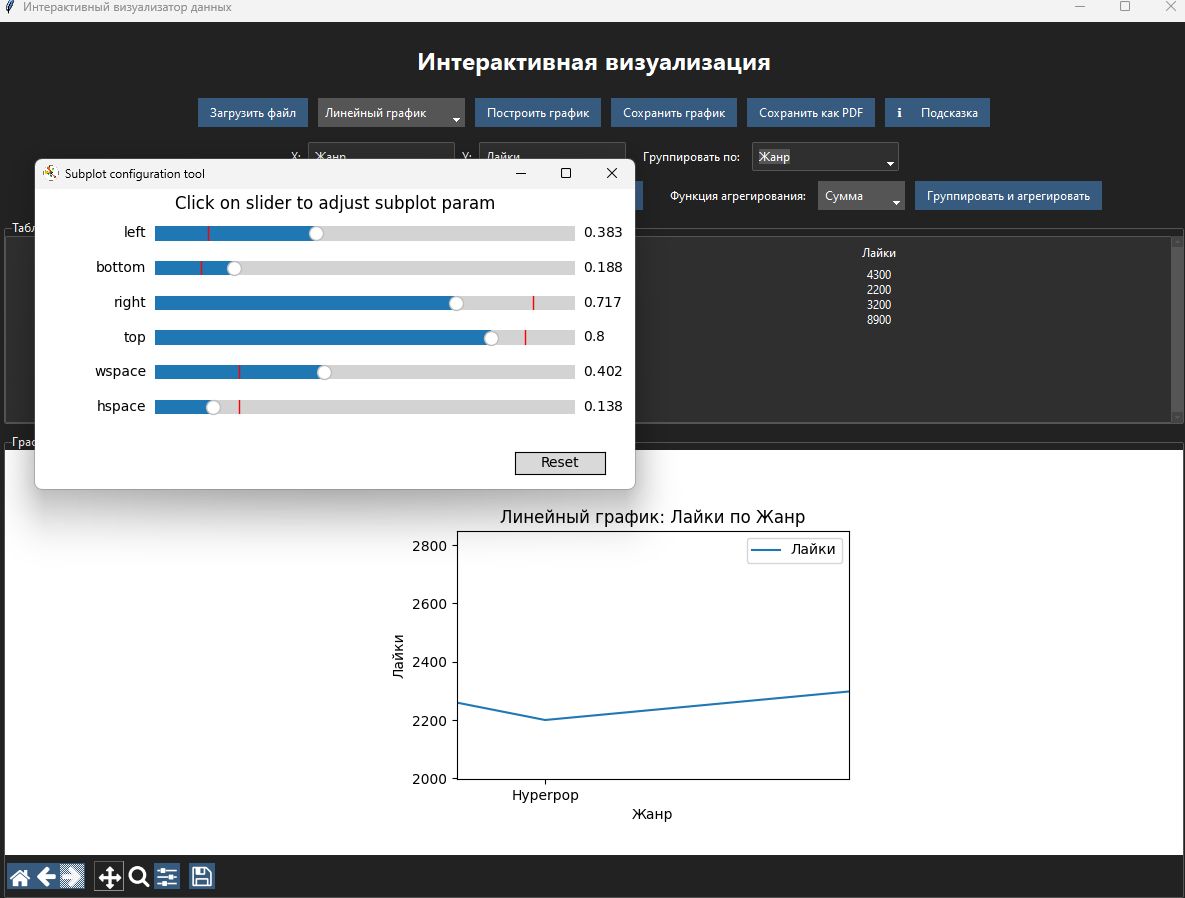 Интерактивный визуализатор данных
Интерактивная визуализация
Загрузить файл Линейный график Построить график Сохранить график Сохранить как PDF i Подсказка
X: Жанр Y: Лайки Группировать по: Жанр
Функция агрегирования: Сумма Группировать и агрегировать
Subplot configuration tool
Click on slider to adjust subplot param
left 0.383
bottom 0.188
right 0.717
top 0.8
wspace 0.402
hspace 0.138
Reset
Лайки
4300
2200
3200
8900
Линейный график: Лайки по Жанр
Лайки
2800
2600
2400
2200
2000
Лайки
Hyperpop
Жанр